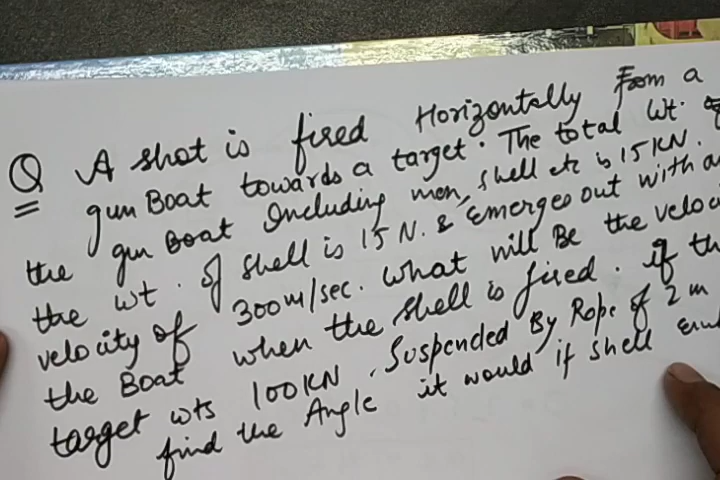 Q A shot is fired Horizontally From a
gun Boat towards a target. The total Wt. of
the gun Boat Including men, shell etc is 15 KN.
the wt. of shell is 15 N. & Emerges out with an
velocity of 300 m/sec. What will Be the veloci
the Boat when the shell is fired. if th
target wts 100 KN, Suspended By Rope of 2 m
find the Angle it would if shell